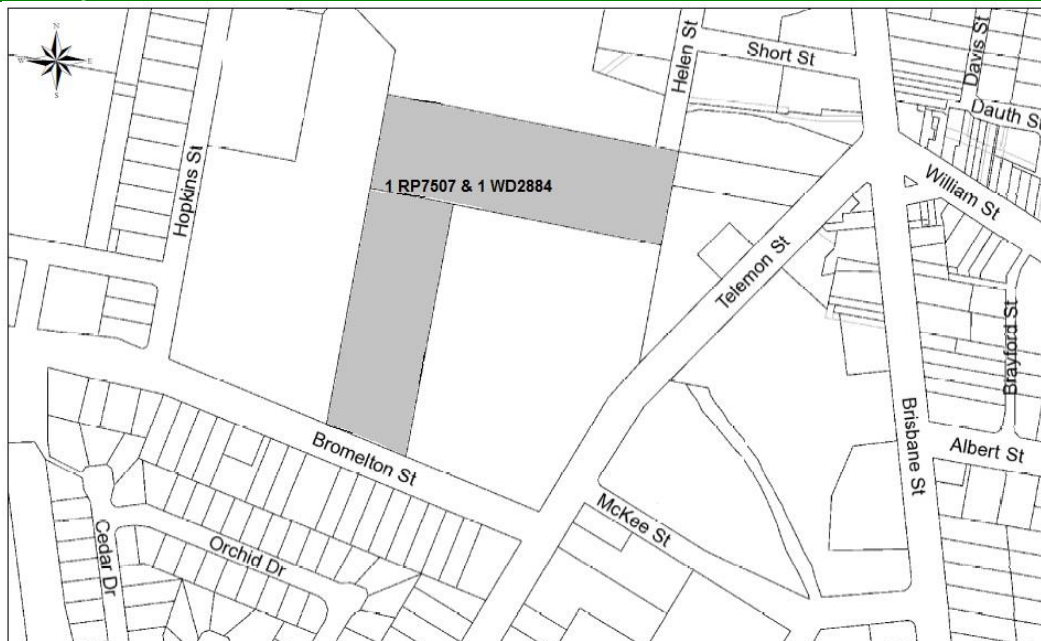 N
W
E
S
Short St
Davis St
Helen St
Dauth St
1 RP7507 & 1 WD2884
Hopkins St
William St
Telemon St
Brayford St
Brisbane St
Bromelton St
Albert St
McKee St
Cedar Dr
Orchid Dr